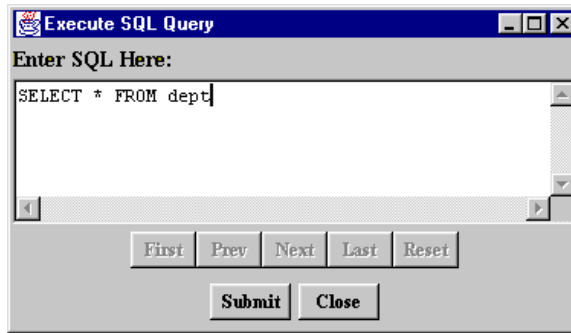 Execute SQL Query
Enter SQL Here:
SELECT * FROM dept
First Prev Next Last Reset
Submit Close